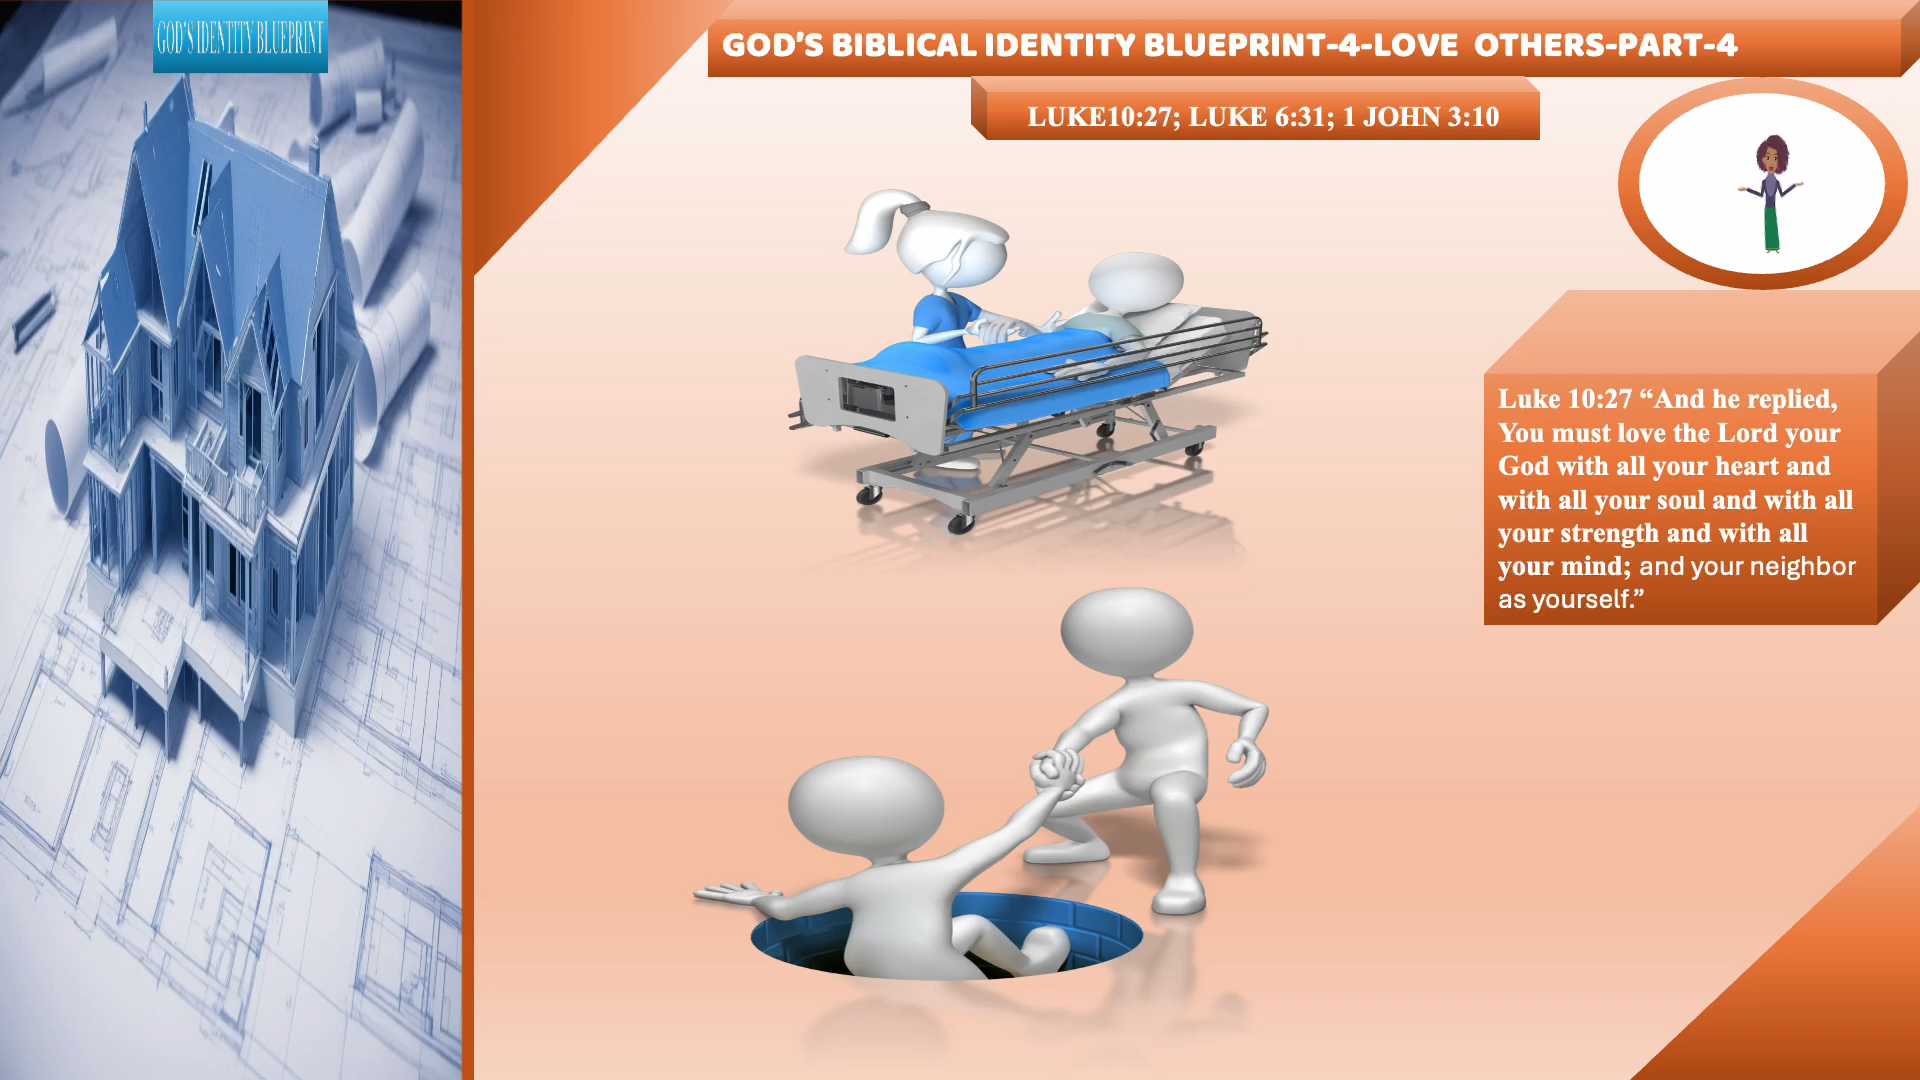 GOD'S IDENTITY BLUEPRINT
GOD'S BIBLICAL IDENTITY BLUEPRINT-4-LOVE OTHERS-PART-4
LUKE10:27; LUKE 6:31; 1 JOHN 3:10
Luke 10:27 “And he replied,
You must love the Lord your
God with all your heart and
with all your soul and with all
your strength and with all
your mind; and your neighbor
as yourself.”